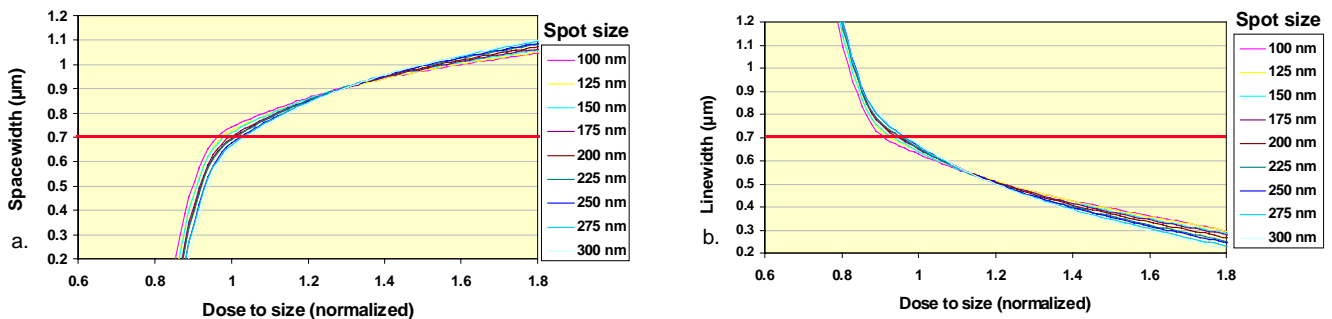 Spacewidth (µm)
1.2
1.1
1
0.9
0.8
0.7
0.6
0.5
0.4
0.3
0.2
0.6
0.8
1
1.2
1.4
1.6
1.8
Dose to size (normalized)
a.
Spot size
100 nm
125 nm
150 nm
175 nm
200 nm
225 nm
250 nm
275 nm
300 nm
Linewidth (µm)
1.2
1.1
1
0.9
0.8
0.7
0.6
0.5
0.4
0.3
0.2
0.6
0.8
1.0
1.2
1.4
1.6
1.8
Dose to size (normalized)
b.
Spot size
100 nm
125 nm
150 nm
175 nm
200 nm
225 nm
250 nm
275 nm
300 nm